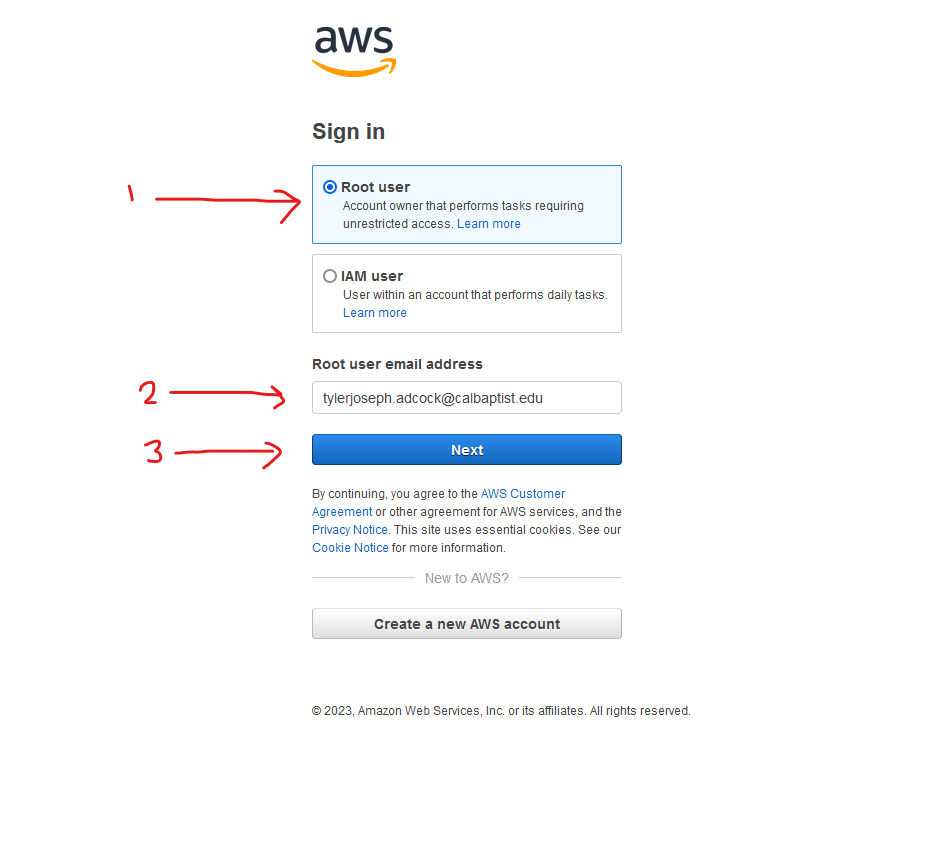 aws
Sign in
1
Root user
Account owner that performs tasks requiring
unrestricted access. Learn more
IAM user
User within an account that performs daily tasks.
Learn more
Root user email address
2
tylerjoseph.adcock@calbaptist.edu
3
Next
By continuing, you agree to the AWS Customer
Agreement or other agreement for AWS services, and the
Privacy Notice. This site uses essential cookies. See our
Cookie Notice for more information.
New to AWS?
Create a new AWS account
© 2023, Amazon Web Services, Inc. or its affiliates. All rights reserved.